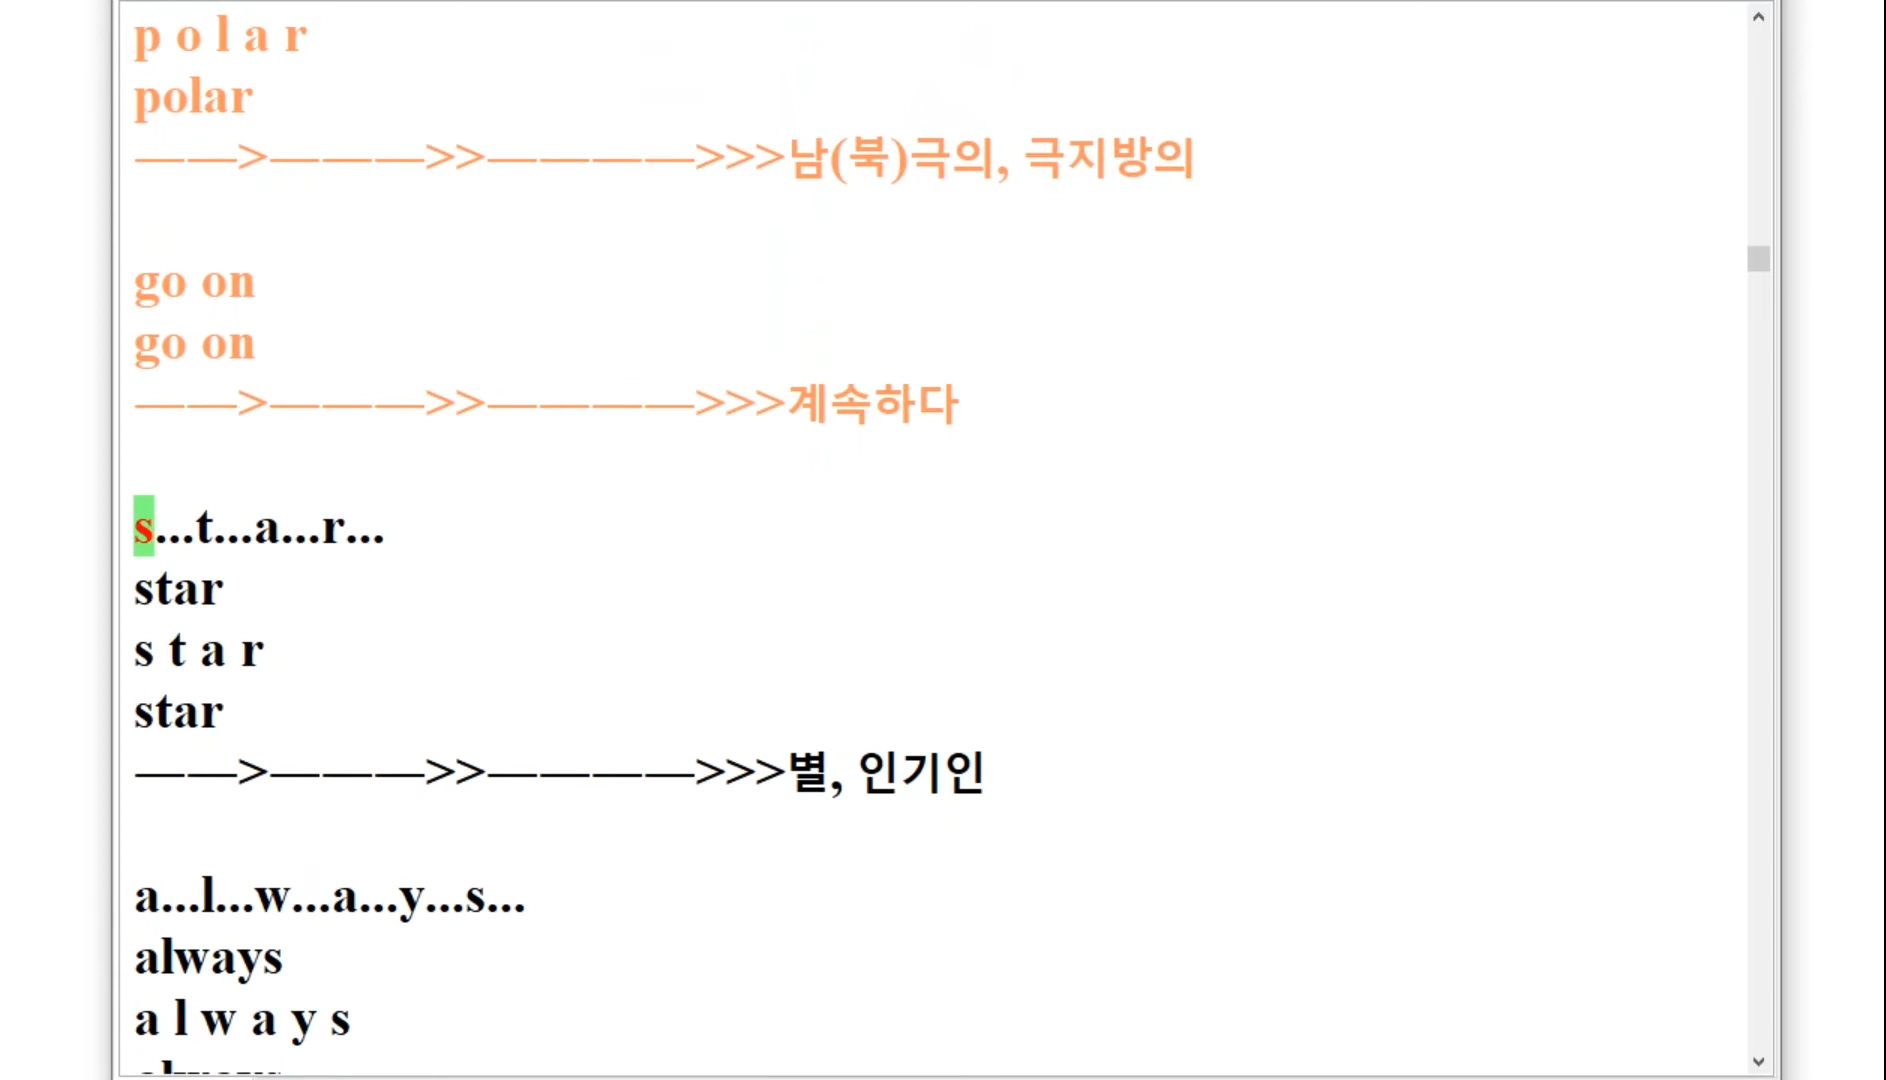 p o l a r
polar
——>———>>————>>>남(북)극의, 극지방의
go on
go on
——>———>>————>>>계속하다
s...t...a...r...
star
s t a r
star
——>———>>————>>>별, 인기인
a...l...w...a...y...s...
always
a l w a y s